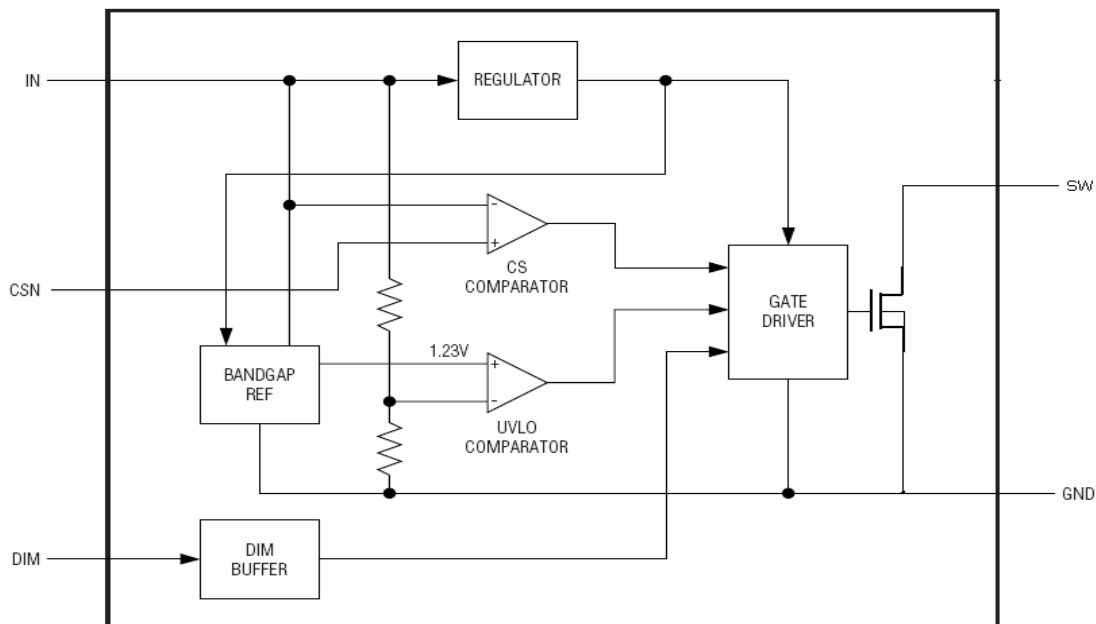 IN
REGULATOR
SW
-
+
CS
COMPARATOR
CSN
GATE
DRIVER
1.23V
BANDGAP
REF
+
-
UVLO
COMPARATOR
GND
DIM
DIM
BUFFER